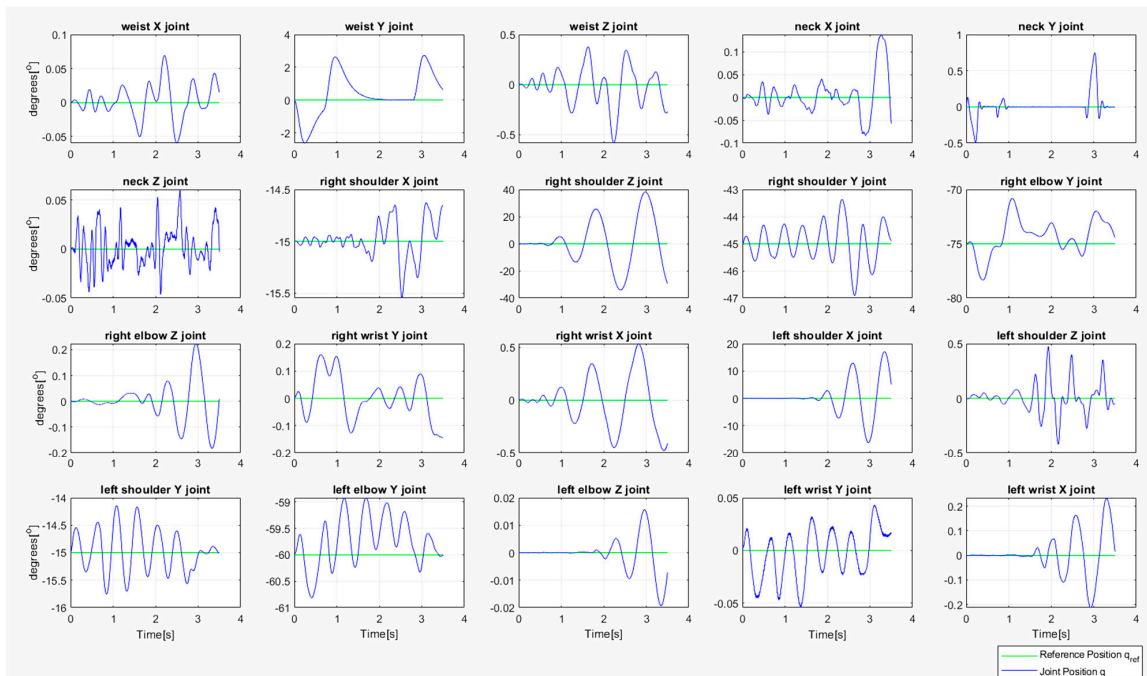 weist X joint weist Y joint weist Z joint neck X joint neck Y joint
degrees[°]
0.1 0.05 0 -0.05
4 2 0 -2
0.5 0 -0.5
0.1 0.05 0 -0.05 -0.1
1 0.5 0 -0.5
0 1 2 3 4 0 1 2 3 4 0 1 2 3 4 0 1 2 3 4 0 1 2 3 4
neck Z joint right shoulder X joint right shoulder Z joint right shoulder Y joint right elbow Y joint
degrees[°]
0.05 0 -0.05
-14.5 -15 -15.5
40 20 0 -20 -40
-43 -44 -45 -46 -47
-70 -75 -80
0 1 2 3 4 0 1 2 3 4 0 1 2 3 4 0 1 2 3 4 0 1 2 3 4
right elbow Z joint right wrist Y joint right wrist X joint left shoulder X joint left shoulder Z joint
degrees[°]
0.2 0.1 0 -0.1 -0.2
0.2 0.1 0 -0.1 -0.2
0.5 0 -0.5
20 10 0 -10 -20
0.5 0 -0.5
0 1 2 3 4 0 1 2 3 4 0 1 2 3 4 0 1 2 3 4 0 1 2 3 4
left shoulder Y joint left elbow Y joint left elbow Z joint left wrist Y joint left wrist X joint
degrees[°]
-14 -14.5 -15 -15.5 -16
-59 -59.5 -60 -60.5 -61
0.02 0.01 0 -0.01 -0.02
0.05 0 -0.05
0.2 0.1 0 -0.1 -0.2
0 1 2 3 4 0 1 2 3 4 0 1 2 3 4 0 1 2 3 4 0 1 2 3 4
Time[s] Time[s] Time[s] Time[s] Time[s]
Reference Position q_ref
Joint Position q